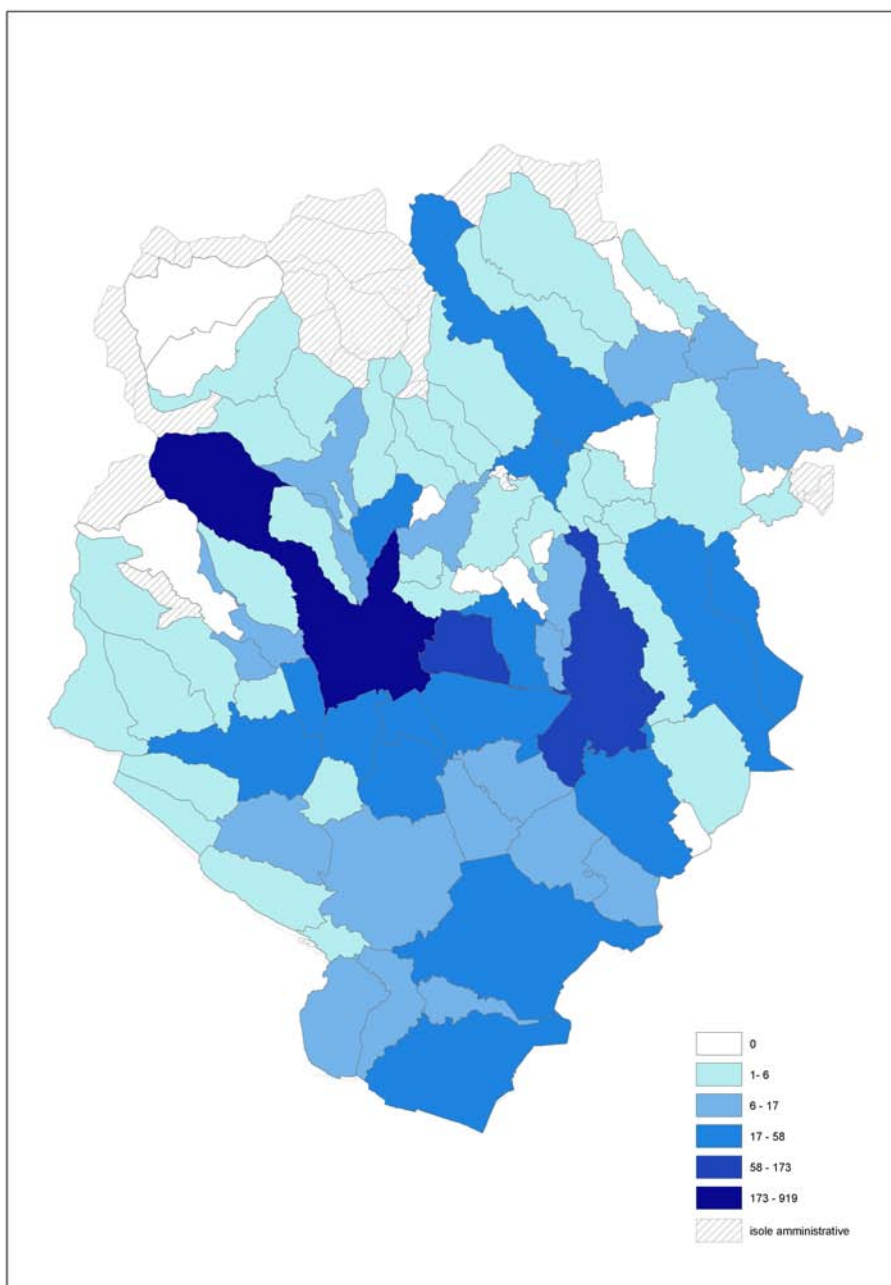 0
1- 6
6 - 17
17 - 58
58 - 173
173 - 919
isole amministrative